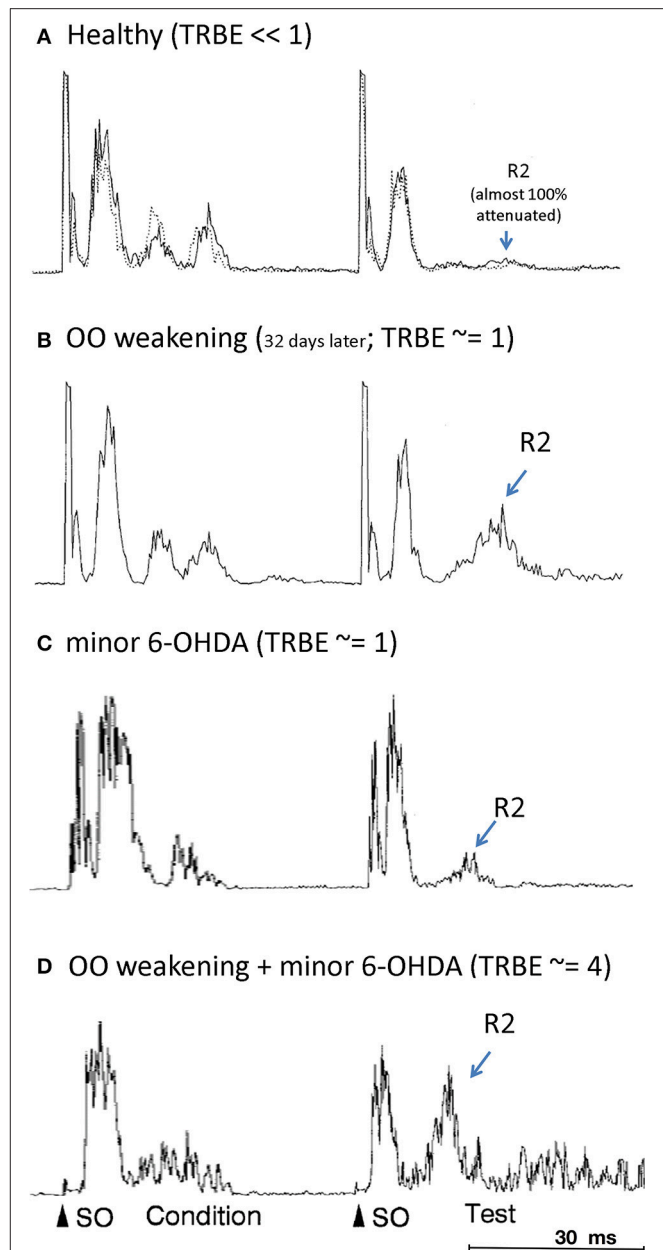 A Healthy (TRBE << 1)
R2
(almost 100%
attenuated)
B OO weakening (32 days later; TRBE ~= 1)
R2
C minor 6-OHDA (TRBE ~= 1)
R2
D OO weakening + minor 6-OHDA (TRBE ~= 4)
R2
SO Condition SO Test
30 ms